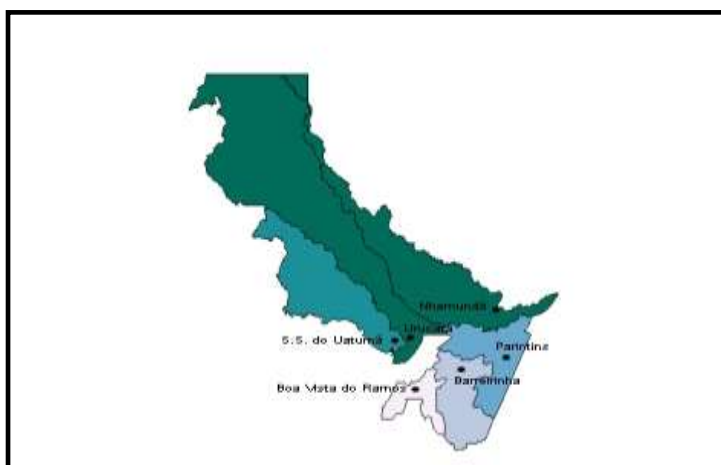 Nhamundá
Urucará
S.S. do Uatumã
Parintins
Barreirinha
Boa Vista do Ramos